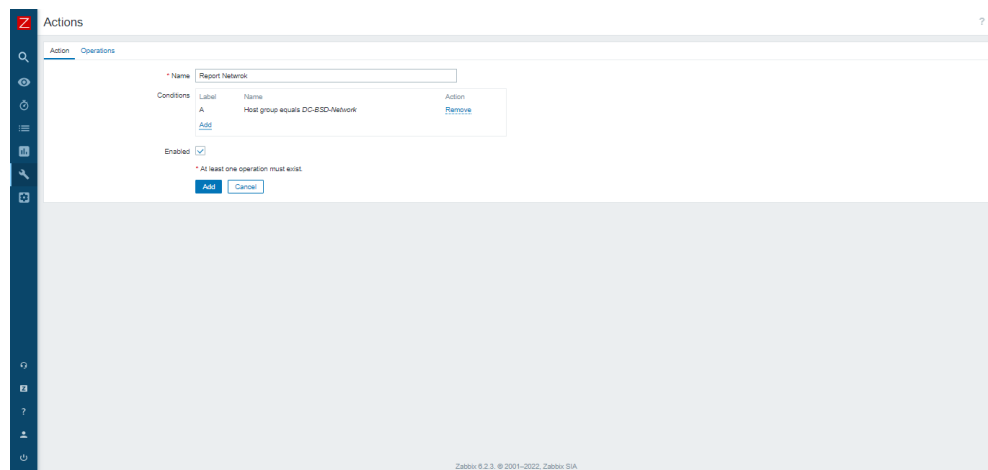 Z Actions ?
Action Operations
* Name Report Netwrok
Conditions Label Name Action
A Host group equals DC-BSD-Network Remove
Add
Enabled
* At least one operation must exist.
Add Cancel
Z
?
Zabbix 6.2.3. © 2001–2022, Zabbix SIA